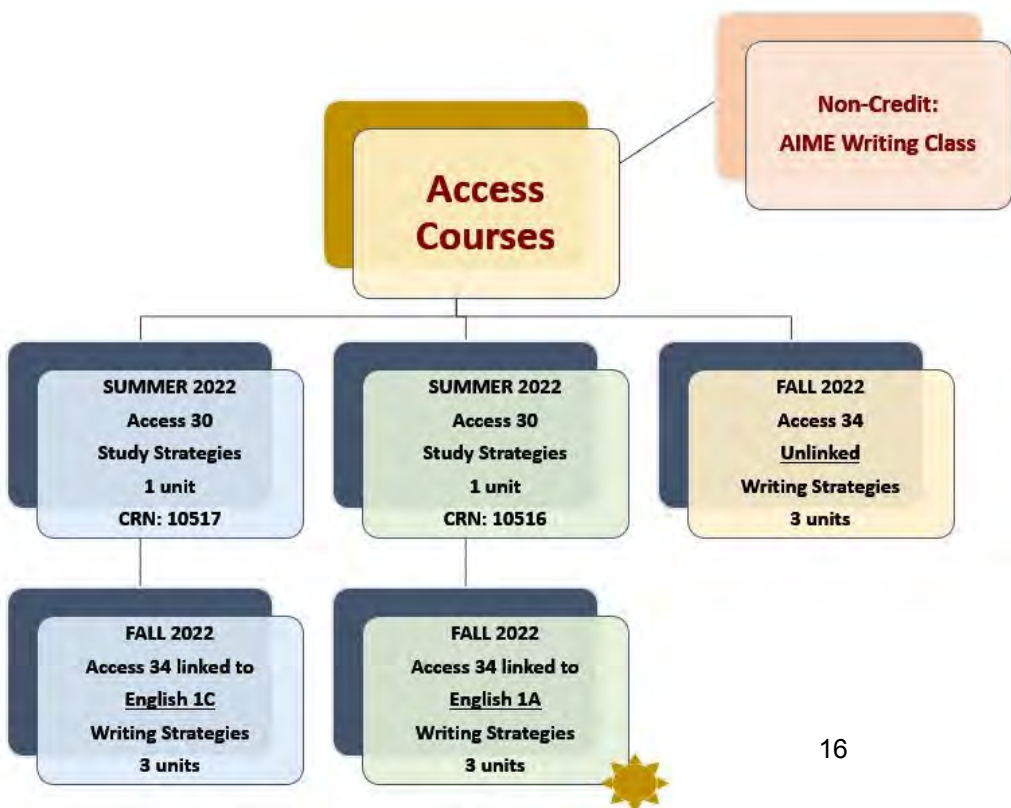 Non-Credit:
AIME Writing Class
Access
Courses
SUMMER 2022
Access 30
Study Strategies
1 unit
CRN: 10517
SUMMER 2022
Access 30
Study Strategies
1 unit
CRN: 10516
FALL 2022
Access 34
Unlinked
Writing Strategies
3 units
FALL 2022
Access 34 linked to
English 1C
Writing Strategies
3 units
FALL 2022
Access 34 linked to
English 1A
Writing Strategies
3 units
16